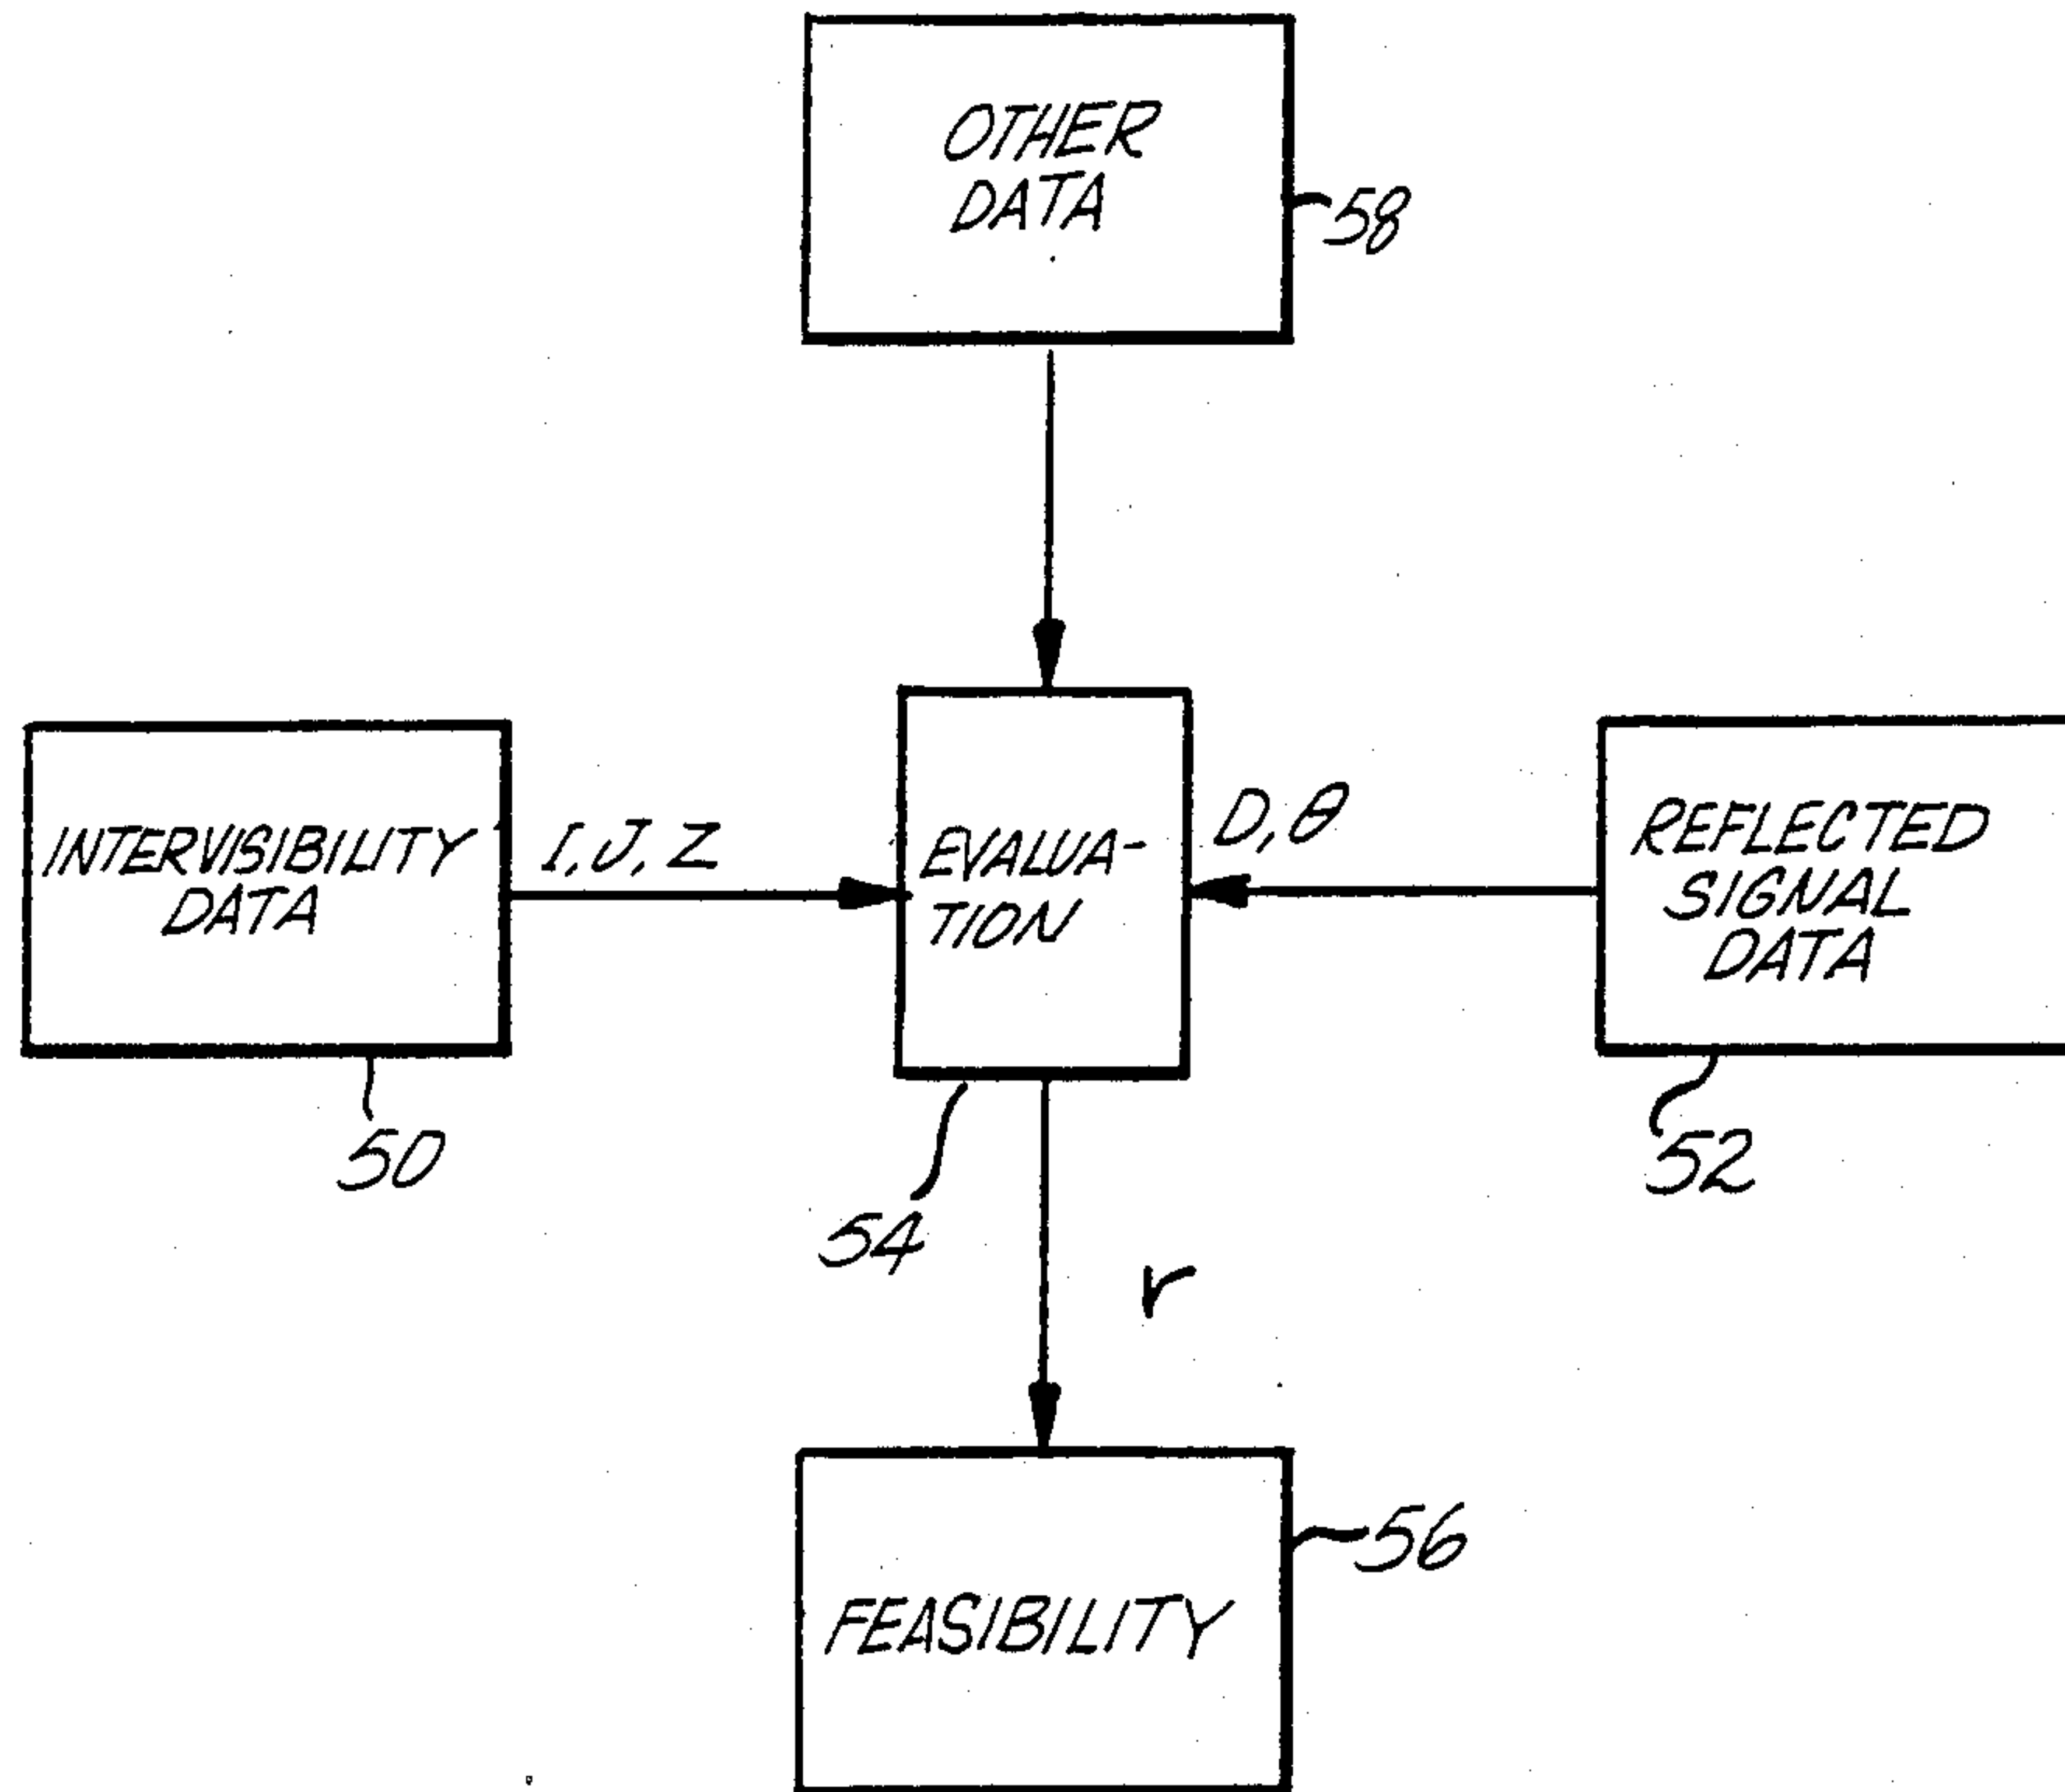 OTHER
DATA
58
INTERVISIBILITY
DATA
50
I, J, Z
EVALUA-
TION
54
D, θ
REFLECTED
SIGNAL
DATA
52
r
FEASIBILITY
56